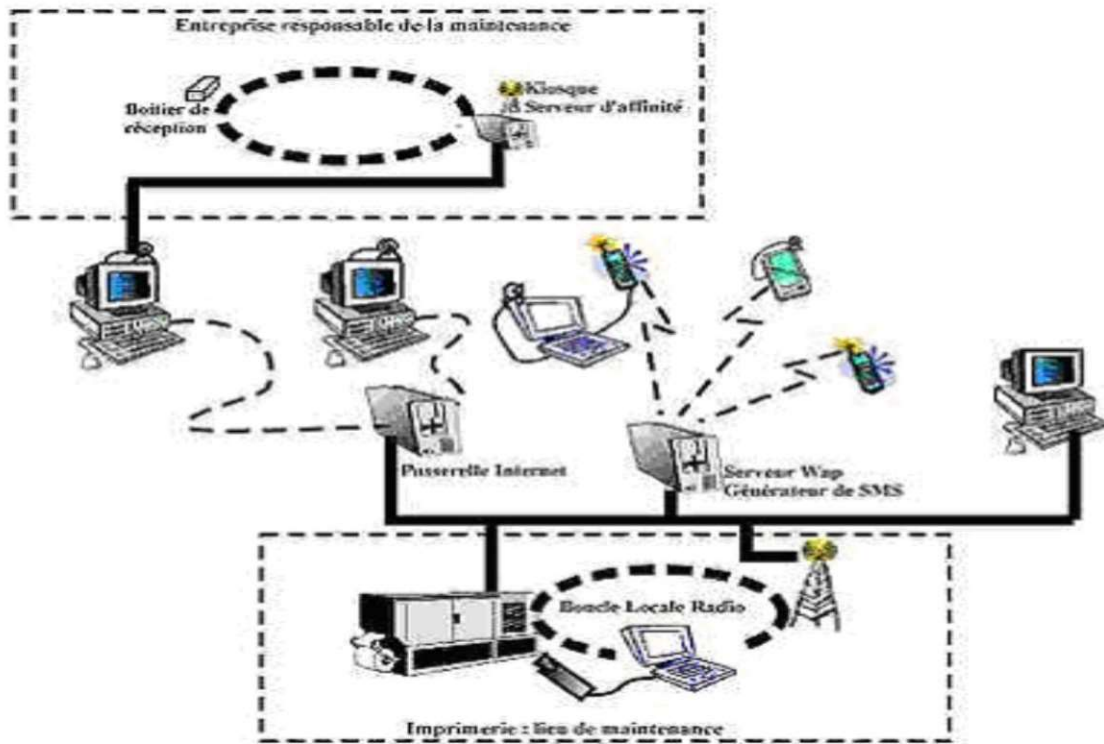 Entreprise responsable de la maintenance
Kiosque
Boitier de
Serveur d'affinité
réception
Passerelle Internet
Serveur Wap
Générateur de SMS
Boucle Locale Radio
Imprimerie : lieu de maintenance